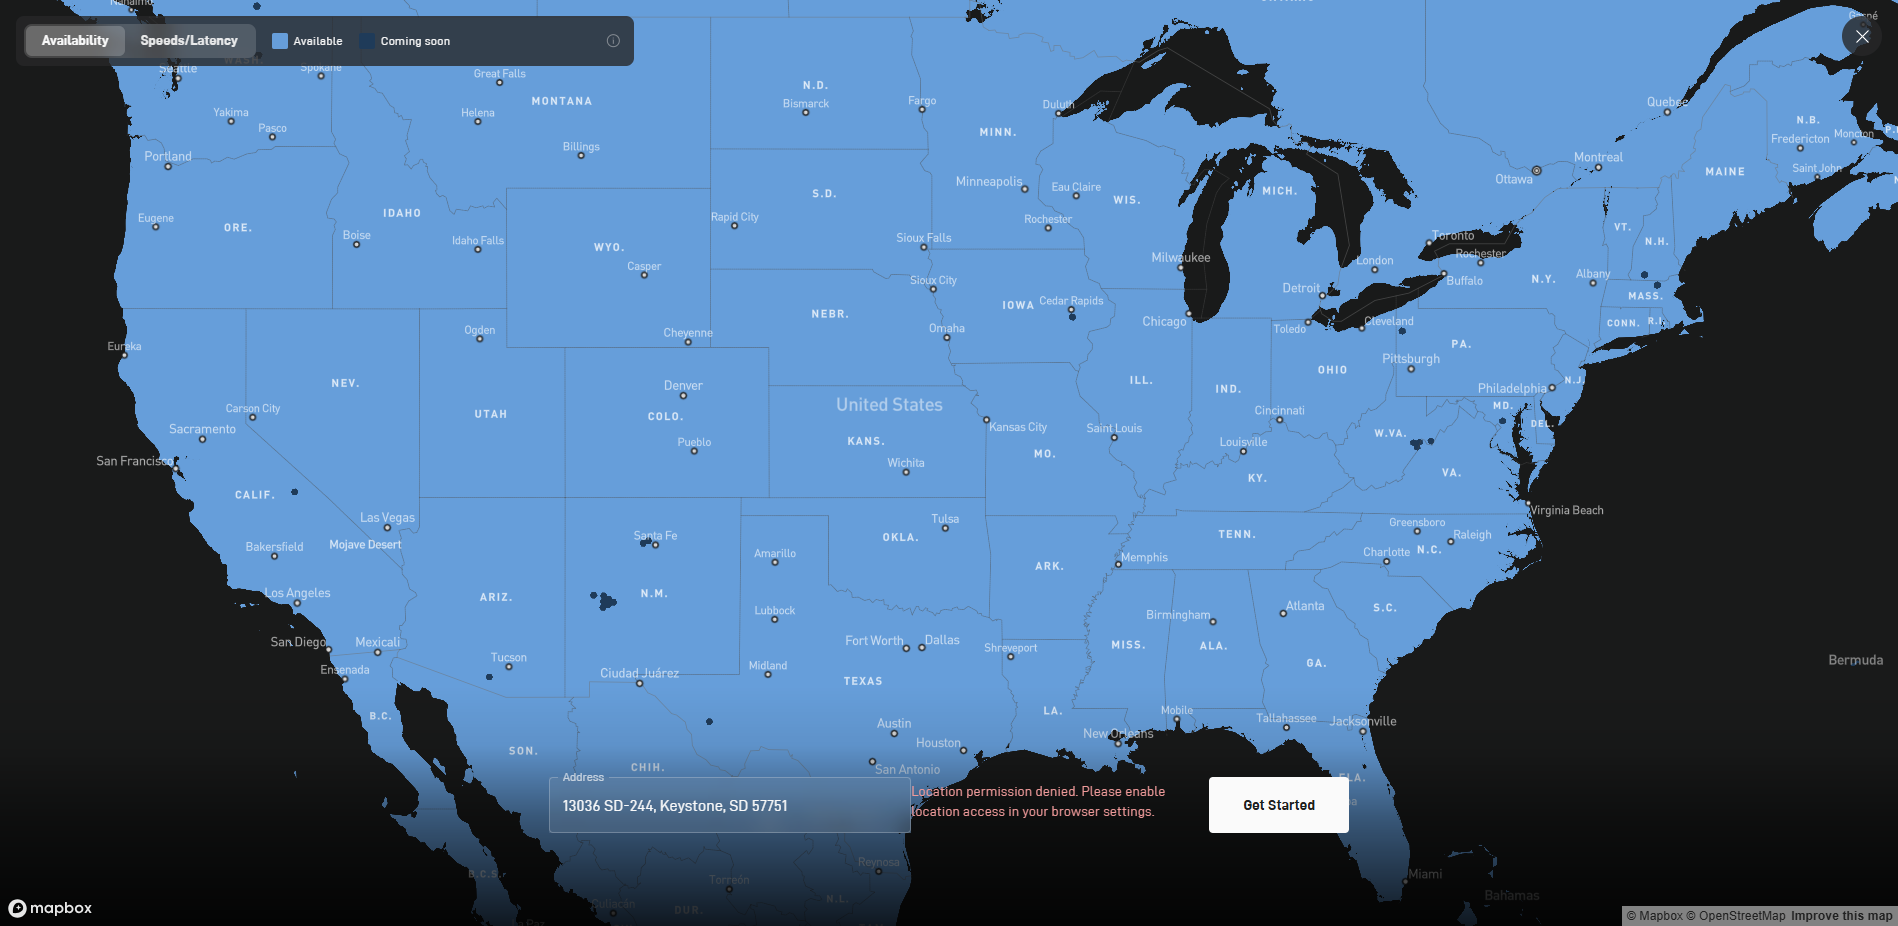 Nanaimo
ONTARIO
Gaspé
Availability
Speeds/Latency
Available
Coming soon
WASH.
Seattle
Spokane
Great Falls
MONTANA
N.D.
Bismarck
Fargo
Duluth
Quebec
Yakima
Pasco
Helena
MINN.
N.B.
Fredericton
Moncton
Portland
Billings
Montreal
Saint John
Ottawa
MAINE
Minneapolis
Eau Claire
WIS.
MICH.
S.D.
IDAHO
Eugene
ORE.
Boise
Idaho Falls
WYO.
Casper
Rapid City
Sioux Falls
Rochester
VT.
N.H.
Toronto
Rochester
Milwaukee
London
Buffalo
Albany
N.Y.
Sioux City
IOWA
Cedar Rapids
Detroit
MASS.
NEBR.
Ogden
Cheyenne
Omaha
Chicago
Toledo
Cleveland
CONN.
R.I.
Eureka
PA.
Pittsburgh
NEV.
UTAH
Denver
COLO.
United States
ILL.
IND.
OHIO
Philadelphia
N.J.
MD.
DEL.
Carson City
Sacramento
Pueblo
KANS.
Kansas City
Saint Louis
Cincinnati
Louisville
W.VA.
San Francisco
Wichita
MO.
KY.
VA.
CALIF.
Las Vegas
Tulsa
Virginia Beach
Bakersfield
Mojave Desert
Santa Fe
Amarillo
OKLA.
TENN.
Greensboro
Raleigh
Charlotte
N.C.
Memphis
ARK.
Los Angeles
ARIZ.
N.M.
Lubbock
Birmingham
Atlanta
S.C.
San Diego
Mexicali
Fort Worth
Dallas
Shreveport
MISS.
ALA.
GA.
Ensenada
Tucson
Ciudad Juárez
Midland
TEXAS
Bermuda
B.C.
Austin
LA.
Mobile
Tallahassee
Jacksonville
New Orleans
SON.
CHIH.
Houston
San Antonio
FLA.
Address
13036 SD-244, Keystone, SD 57751
Location permission denied. Please enable
location access in your browser settings.
Get Started
Reynosa
B.C.S.
Torreón
Miami
Bahamas
Culiacán
DUR.
N.L.
mapbox
© Mapbox © OpenStreetMap Improve this map